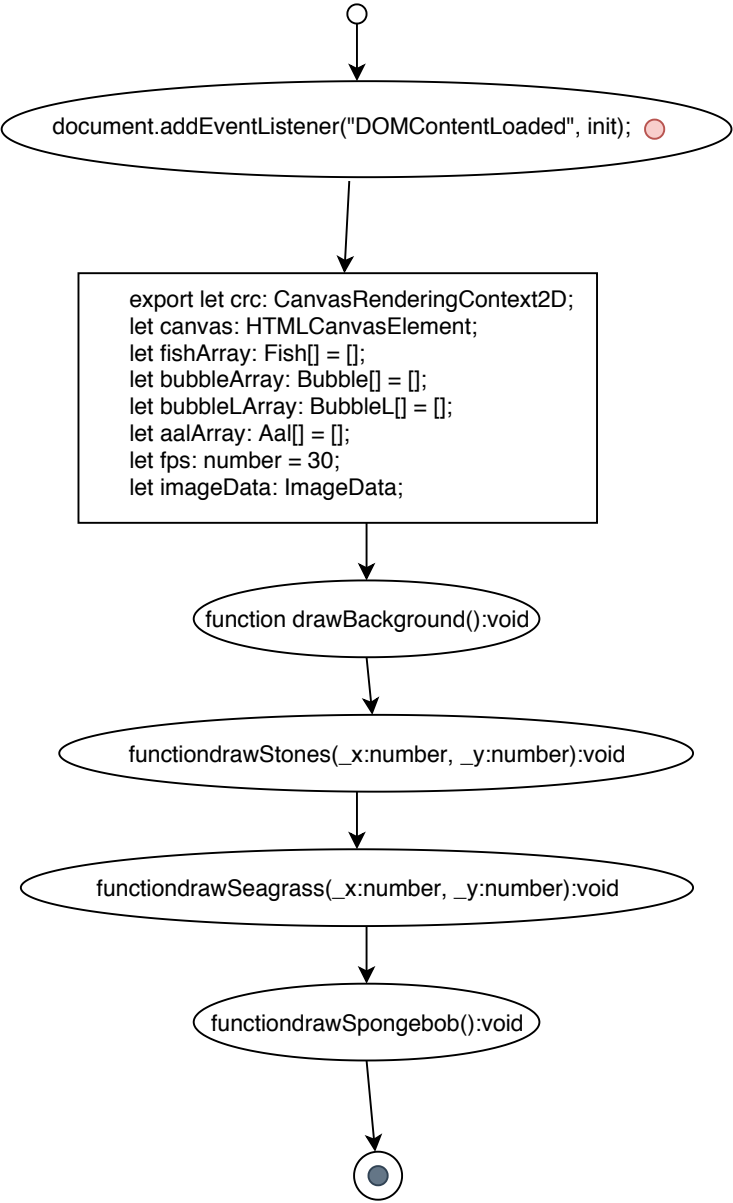 document.addEventListener("DOMContentLoaded", init);
export let crc: CanvasRenderingContext2D;
let canvas: HTMLCanvasElement;
let fishArray: Fish[] = [];
let bubbleArray: Bubble[] = [];
let bubbleLArray: BubbleL[] = [];
let aalArray: Aal[] = [];
let fps: number = 30;
let imageData: ImageData;
function drawBackground():void
functiondrawStones(_x:number, _y:number):void
functiondrawSeagrass(_x:number, _y:number):void
functiondrawSpongebob():void